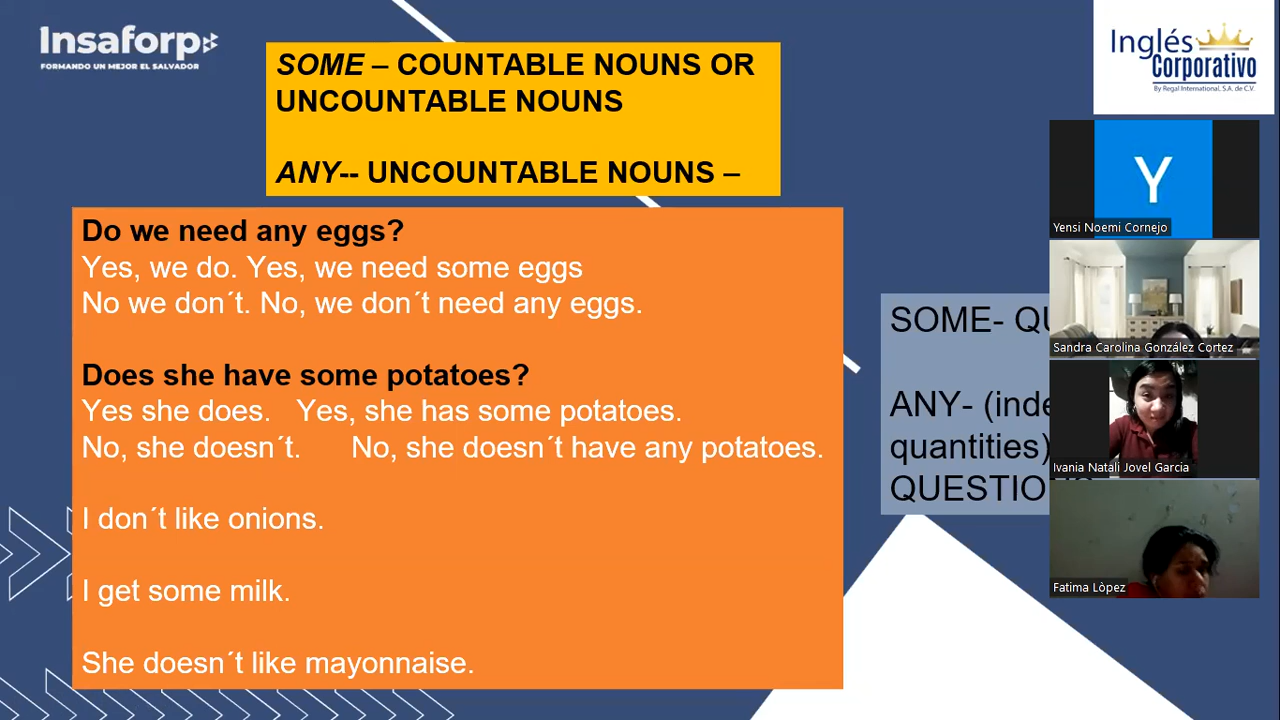 Insaforp
FORMANDO UN MEJOR EL SALVADOR
SOME – COUNTABLE NOUNS OR
UNCOUNTABLE NOUNS
ANY-- UNCOUNTABLE NOUNS –
Inglés
Corporativo
By Regal International, S.A. de C.V.
Do we need any eggs?
Yes, we do. Yes, we need some eggs
No we don´t. No, we don´t need any eggs.
Does she have some potatoes?
Yes she does. Yes, she has some potatoes.
No, she doesn´t. No, she doesn´t have any potatoes.
I don´t like onions.
I get some milk.
She doesn´t like mayonnaise.
SOME-
ANY-
quantities)
Y
Yensi Noemi Cornejo
Sandra Carolina González Cortez
Ivania Natali Jovel Garcia
Fatima Lòpez